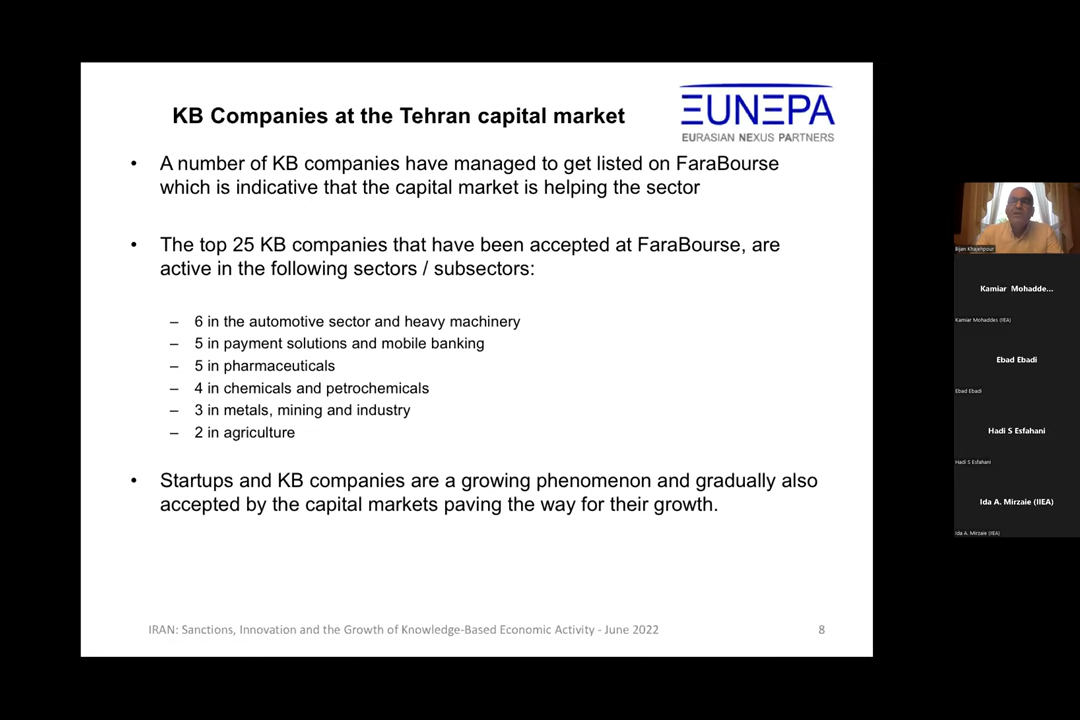 KB Companies at the Tehran capital market
EUNEPA
EURASIAN NEXUS PARTNERS
• A number of KB companies have managed to get listed on FaraBourse
which is indicative that the capital market is helping the sector
• The top 25 KB companies that have been accepted at FaraBourse, are
active in the following sectors / subsectors:
– 6 in the automotive sector and heavy machinery
– 5 in payment solutions and mobile banking
– 5 in pharmaceuticals
– 4 in chemicals and petrochemicals
– 3 in metals, mining and industry
– 2 in agriculture
• Startups and KB companies are a growing phenomenon and gradually also
accepted by the capital markets paving the way for their growth.
IRAN: Sanctions, Innovation and the Growth of Knowledge-Based Economic Activity - June 2022
8
Bijan Khajehpour
Kamiar Mohadde...
Kamiar Mohaddes (IIEA)
Ebad Ebadi
Ebad Ebadi
Hadi S Esfahani
Hadi S Esfahani
Ida A. Mirzaie (IIEA)
Ida A. Mirzaie (IIEA)